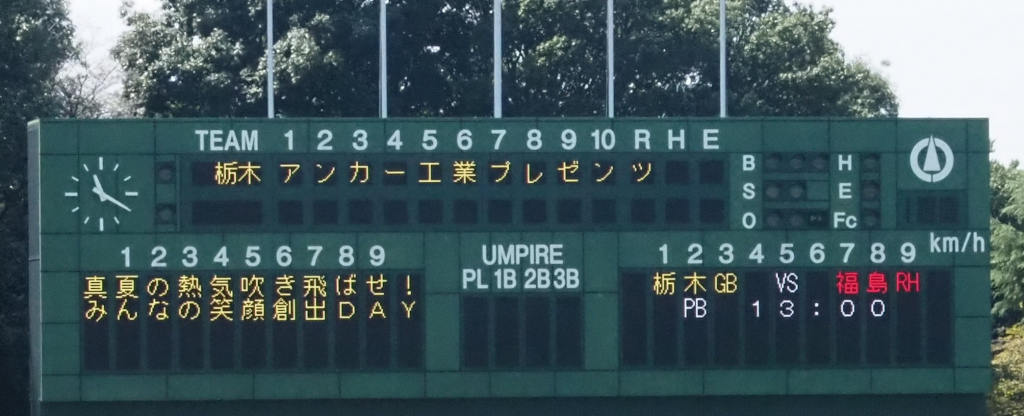 TEAM 1 2 3 4 5 6 7 8 9 10 R H E
栃木 アンカー工業プレゼンツ
B H
S E
O Fc
1 2 3 4 5 6 7 8 9
真夏の熱気吹き飛ばせ！
みんなの笑顔創出DAY
UMPIRE
PL 1B 2B 3B
1 2 3 4 5 6 7 8 9 km/h
栃木GB VS 福島RH
PB 13:00